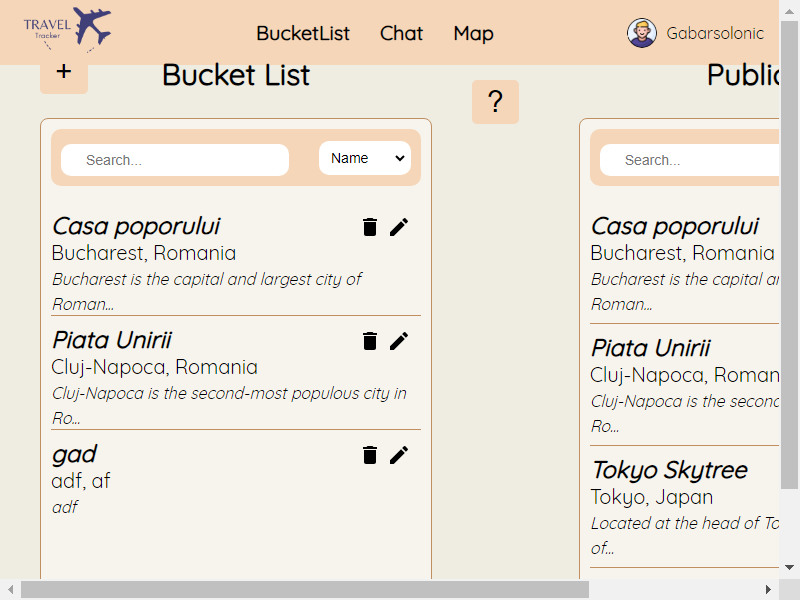 TRAVEL
Tracker
BucketList
Chat
Map
Gabarsolonic
+
Bucket List
?
Public
Search...
Name
Casa poporului
Bucharest, Romania
Bucharest is the capital and largest city of
Roman...
Piata Unirii
Cluj-Napoca, Romania
Cluj-Napoca is the second-most populous city in
Ro...
gad
adf, af
adf
Search...
Casa poporului
Bucharest, Romania
Bucharest is the capital
Roman...
Piata Unirii
Cluj-Napoca, Roman
Cluj-Napoca is the second
Ro...
Tokyo Skytree
Tokyo, Japan
Located at the head of To
of...